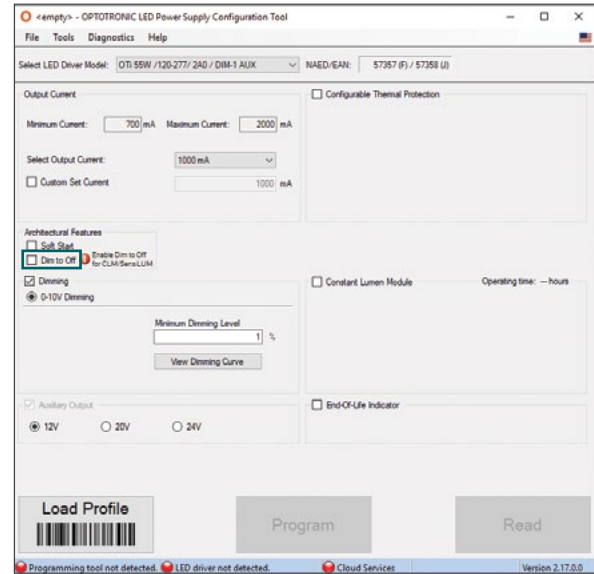 <empty> - OPTOTRONIC LED Power Supply Configuration Tool
File Tools Diagnostics Help
Select LED Driver Model: OTi 55W /120-277/ 2A0 / DIM-1 AUX NAED/EAN: 57357 (F) / 57358 (J)
Output Current
Configurable Thermal Protection
Minimum Current: 700 mA Maximum Current: 2000 mA
Select Output Current: 1000 mA
Custom Set Current 1000 mA
Architectural Features
Soft Start
Dim to Off Enable Dim to Off
for CLM/SensiLUM
Dimming
Constant Lumen Module Operating time: -- hours
0-10V Dimming
Minimum Dimming Level
1 %
View Dimming Curve
Auxiliary Output
End-Of-Life Indicator
12V 20V 24V
Load Profile
Program
Read
Programming tool not detected. LED driver not detected. Cloud Services Version 2.17.0.0